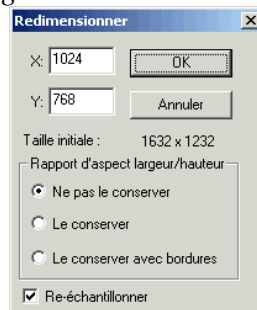 Redimensionner
X: 1024
OK
Y: 768
Annuler
Taille initiale : 1632 x 1232
Rapport d'aspect largeur/hauteur
Ne pas le conserver
Le conserver
Le conserver avec bordures
Re-échantillonner